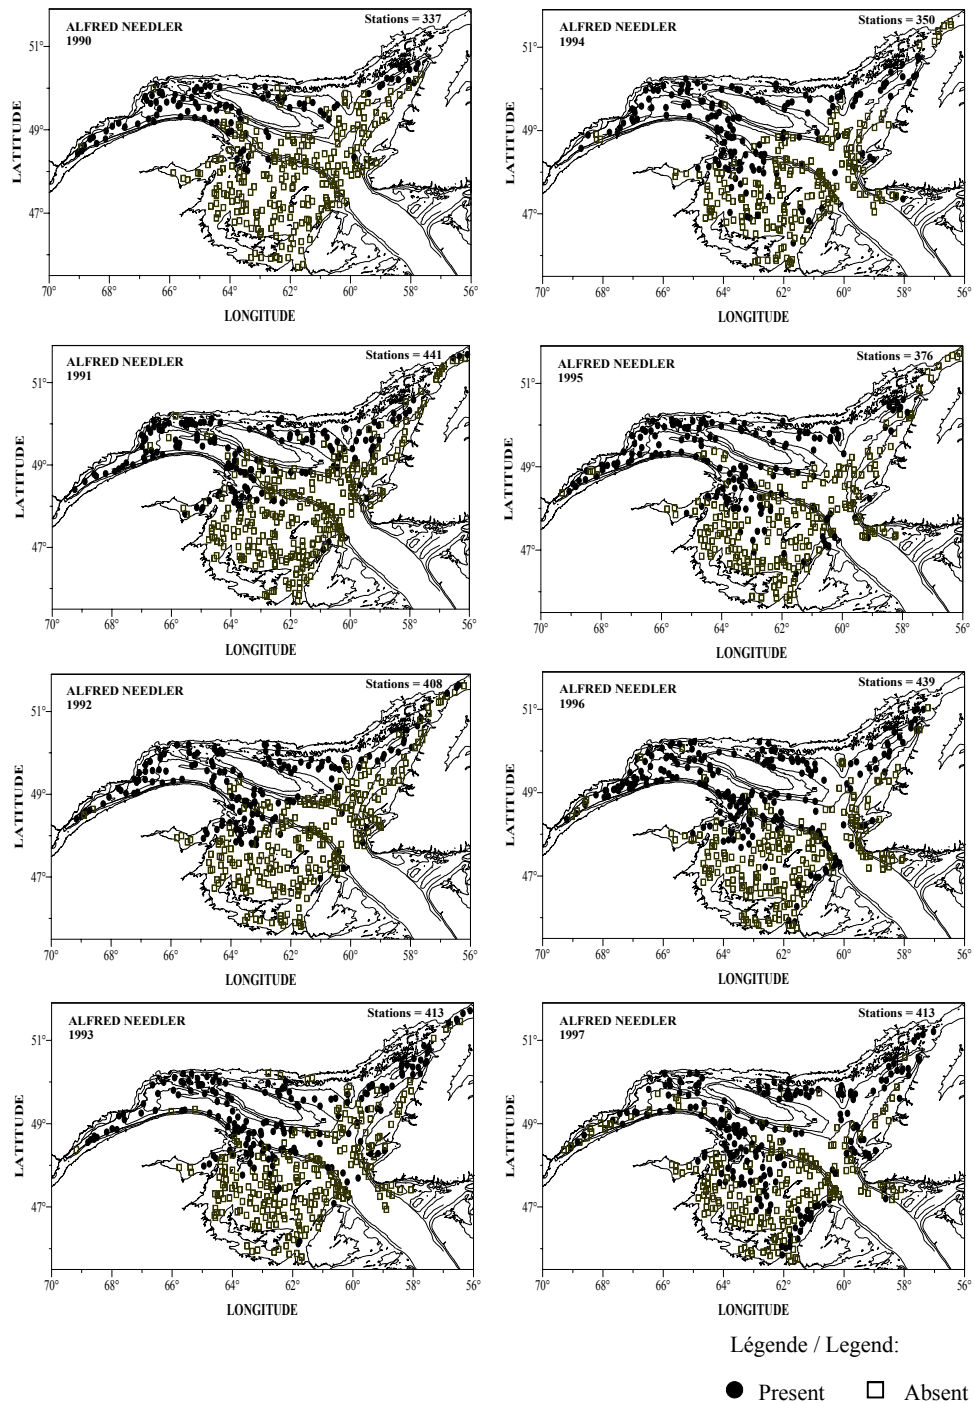 ALFRED NEEDLER
1990
Stations = 337
51°
49°
47°
LATITUDE
70° 68° 66° 64° 62° 60° 58° 56°
LONGITUDE
ALFRED NEEDLER
1994
Stations = 350
51°
49°
47°
LATITUDE
70° 68° 66° 64° 62° 60° 58° 56°
LONGITUDE
ALFRED NEEDLER
1991
Stations = 441
51°
49°
47°
LATITUDE
70° 68° 66° 64° 62° 60° 58° 56°
LONGITUDE
ALFRED NEEDLER
1995
Stations = 376
51°
49°
47°
LATITUDE
70° 68° 66° 64° 62° 60° 58° 56°
LONGITUDE
ALFRED NEEDLER
1992
Stations = 408
51°
49°
47°
LATITUDE
70° 68° 66° 64° 62° 60° 58° 56°
LONGITUDE
ALFRED NEEDLER
1996
Stations = 439
51°
49°
47°
LATITUDE
70° 68° 66° 64° 62° 60° 58° 56°
LONGITUDE
ALFRED NEEDLER
1993
Stations = 413
51°
49°
47°
LATITUDE
70° 68° 66° 64° 62° 60° 58° 56°
LONGITUDE
ALFRED NEEDLER
1997
Stations = 413
51°
49°
47°
LATITUDE
70° 68° 66° 64° 62° 60° 58° 56°
LONGITUDE
Légende / Legend:
Present Absent